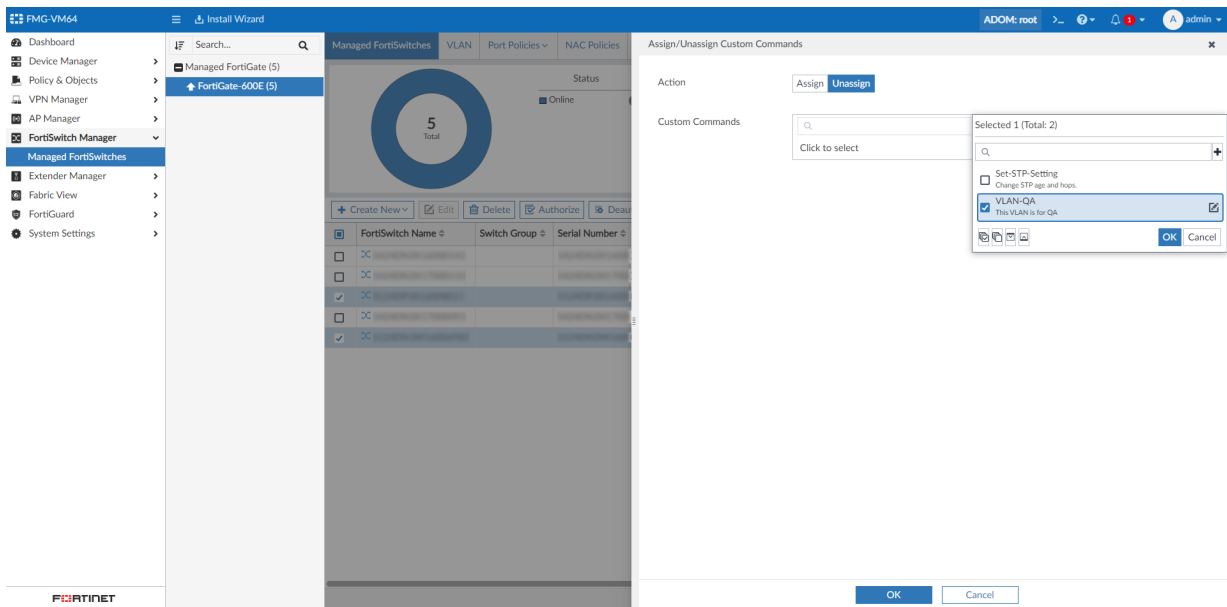 FMG-VM64
Install Wizard
ADOM: root
1
A
admin
Dashboard
Device Manager
Policy & Objects
VPN Manager
AP Manager
FortiSwitch Manager
Managed FortiSwitches
Extender Manager
Fabric View
FortiGuard
System Settings
FORTINET
Search...
Managed FortiGate (5)
FortiGate-600E (5)
Managed FortiSwitches
VLAN
Port Policies
NAC Policies
Status
Online
5
Total
Create New
Edit
Delete
Authorize
Deau
FortiSwitch Name
Switch Group
Serial Number
Assign/Unassign Custom Commands
Action
Assign
Unassign
Custom Commands
Click to select
Selected 1 (Total: 2)
Set-STP-Setting
Change STP age and hops.
VLAN-QA
This VLAN is for QA
OK
Cancel
OK
Cancel